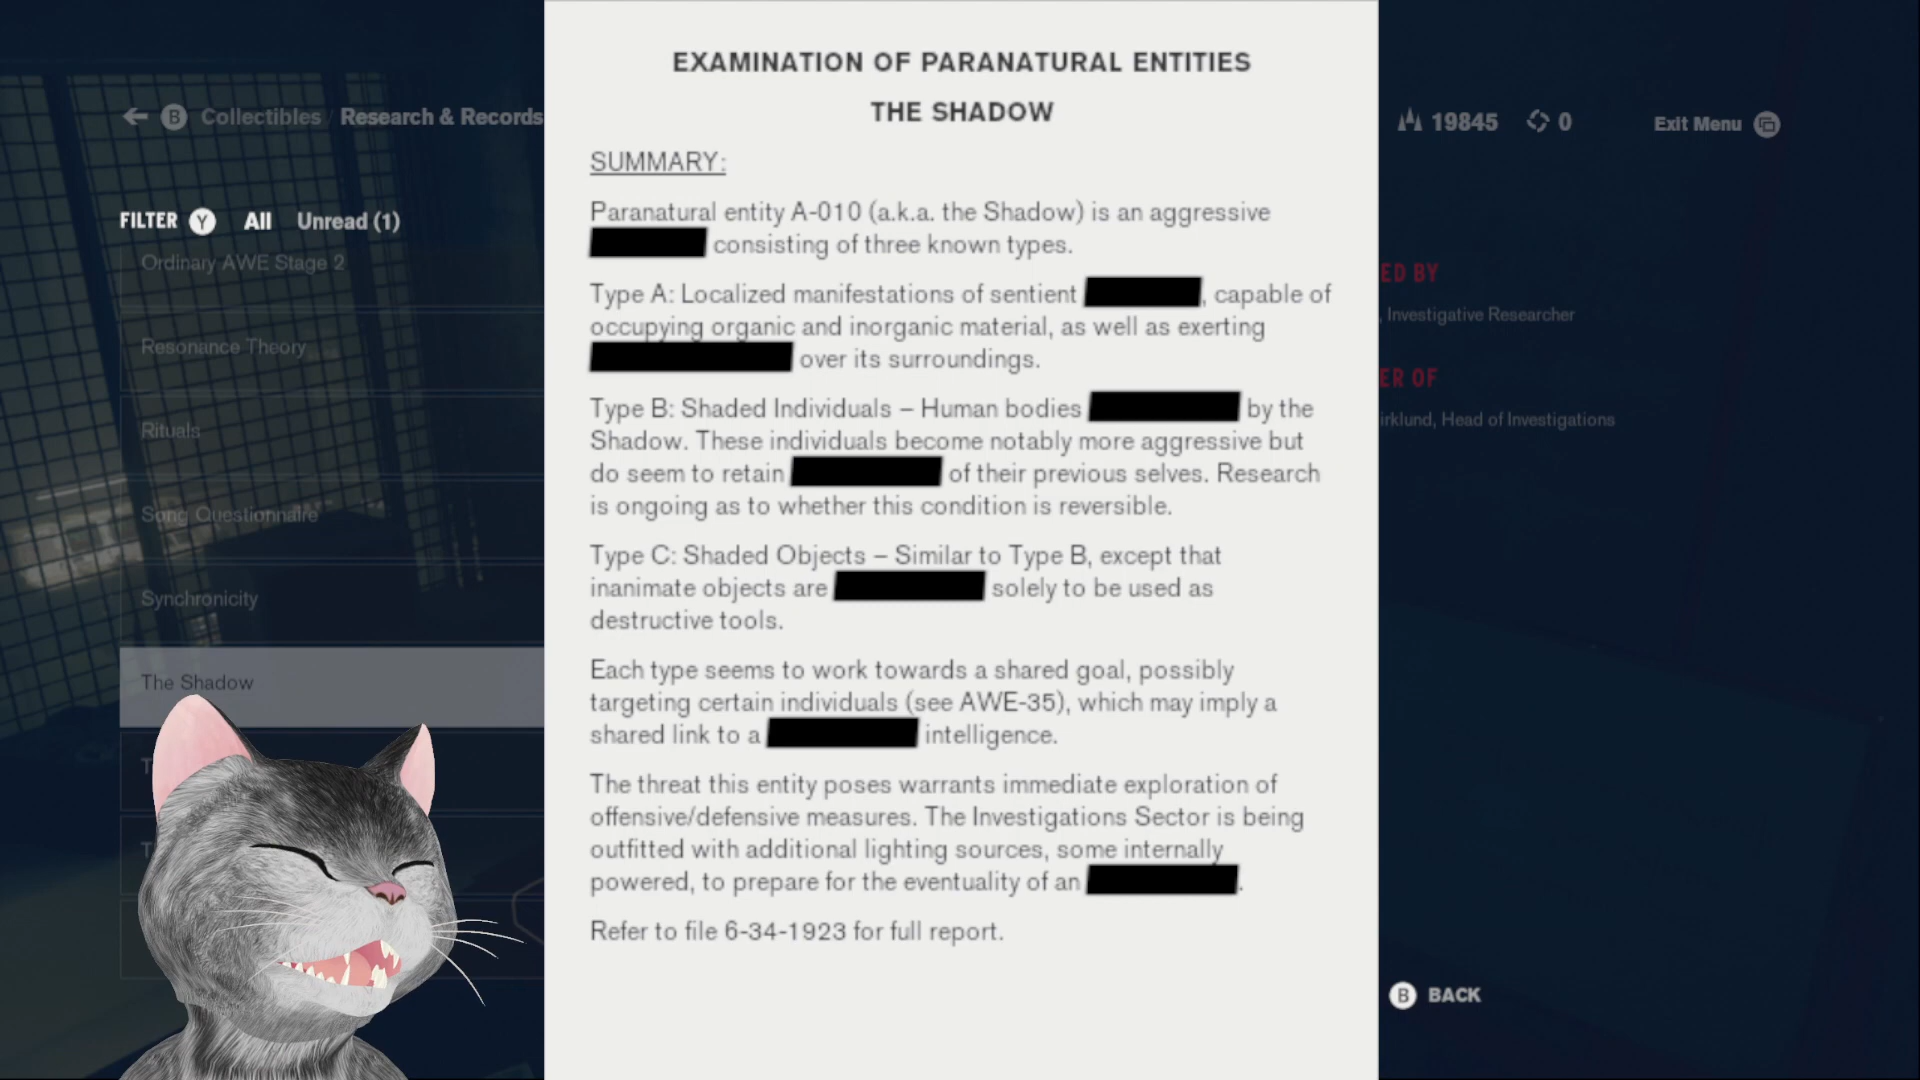 EXAMINATION OF PARANATURAL ENTITIES
THE SHADOW
SUMMARY:
Paranatural entity A-010 (a.k.a. the Shadow) is an aggressive
consisting of three known types.
Type A: Localized manifestations of sentient , capable of
occupying organic and inorganic material, as well as exerting
over its surroundings.
Type B: Shaded Individuals – Human bodies by the
Shadow. These individuals become notably more aggressive but
do seem to retain of their previous selves. Research
is ongoing as to whether this condition is reversible.
Type C: Shaded Objects – Similar to Type B, except that
inanimate objects are solely to be used as
destructive tools.
Each type seems to work towards a shared goal, possibly
targeting certain individuals (see AWE-35), which may imply a
shared link to a intelligence.
The threat this entity poses warrants immediate exploration of
offensive/defensive measures. The Investigations Sector is being
outfitted with additional lighting sources, some internally
powered, to prepare for the eventuality of an .
Refer to file 6-34-1923 for full report.
B Collectibles / Research & Records
19845 0 Exit Menu
FILTER Y All Unread (1)
Ordinary AWE Stage 2
Resonance Theory
Rituals
Song Questionnaire
Synchronicity
The Shadow
T
T
ED BY
, Investigative Researcher
ER OF
irklund, Head of Investigations
B BACK